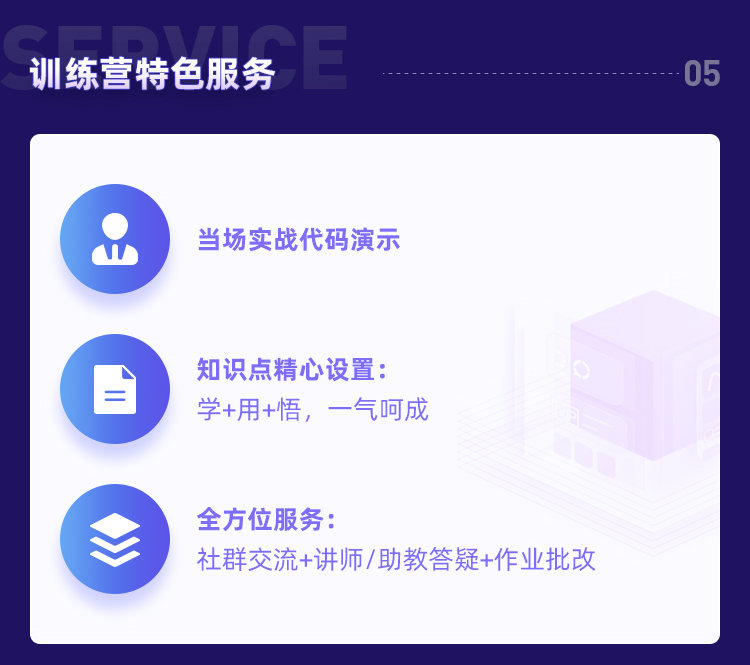 SERVICE
训练营特色服务
05
当场实战代码演示
知识点精心设置：
学+用+悟，一气呵成
全方位服务：
社群交流+讲师/助教答疑+作业批改